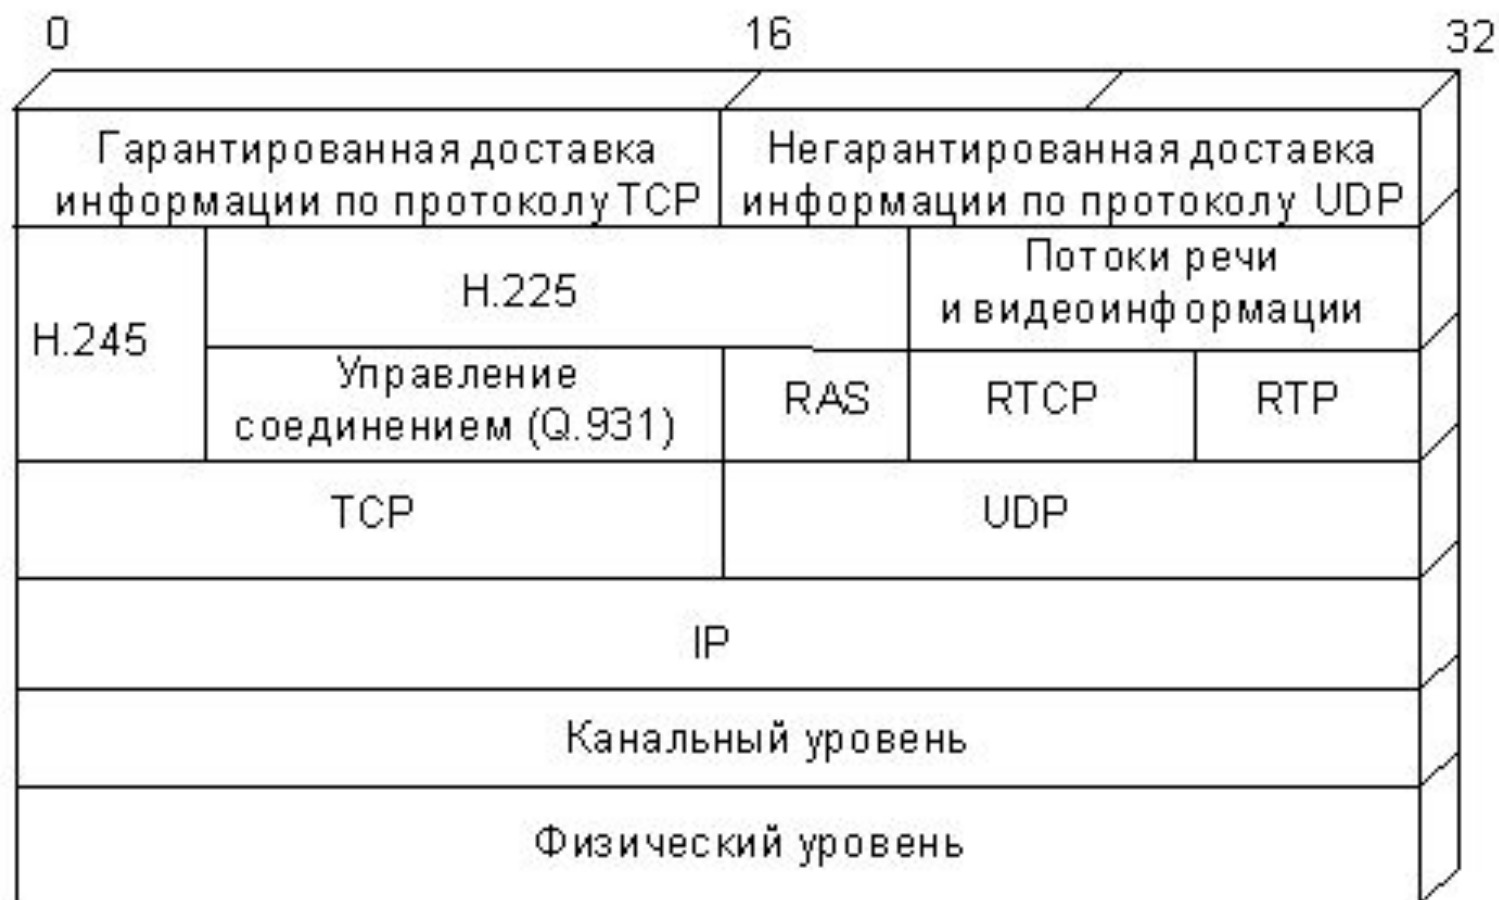 0 16 32
Гарантированная доставка
информации по протоколу TCP
Негарантированная доставка
информации по протоколу UDP
H.245
H.225
Потоки речи
и видеоинформации
Управление
соединением (Q.931)
RAS
RTCP
RTP
TCP
UDP
IP
Канальный уровень
Физический уровень